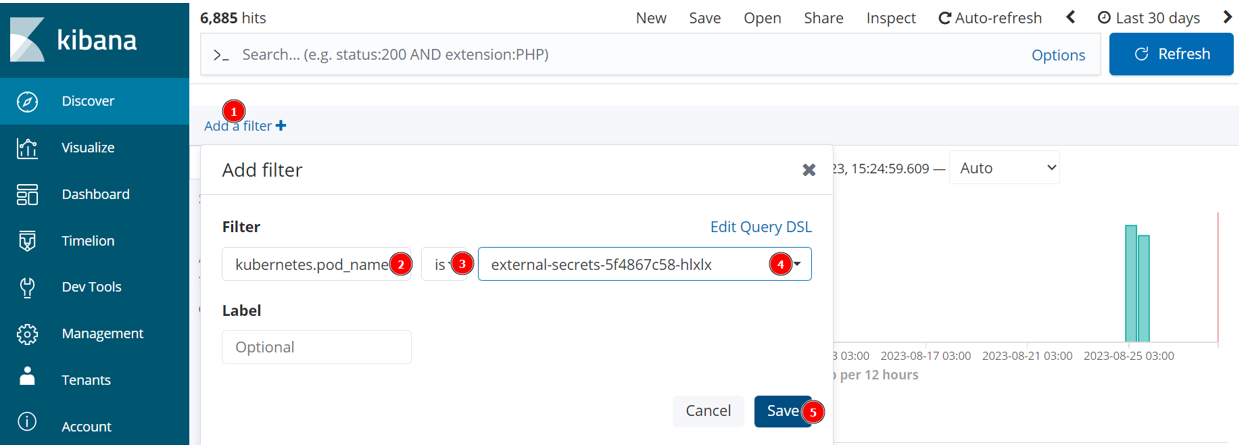 kibana
Discover
Visualize
Dashboard
Timelion
Dev Tools
Management
Tenants
Account
6,885 hits
New Save Open Share Inspect Auto-refresh Last 30 days
>_ Search... (e.g. status:200 AND extension:PHP) Options Refresh
1
Add a filter +
Add filter
23, 15:24:59.609 — Auto
Filter Edit Query DSL
kubernetes.pod_name 2 is 3 external-secrets-5f4867c58-hlxlx 4
Label
Optional
03:00 2023-08-17 03:00 2023-08-21 03:00 2023-08-25 03:00
per 12 hours
Cancel Save 5